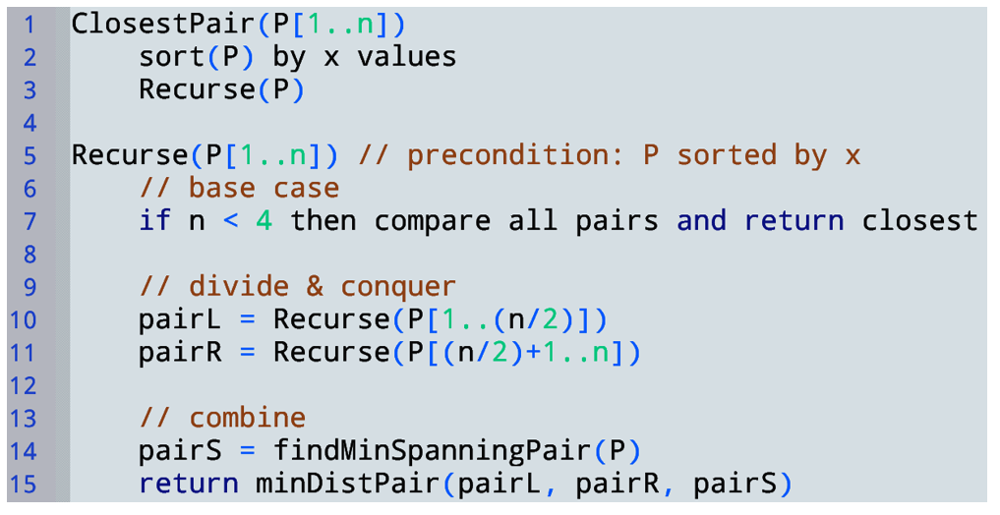 1 ClosestPair(P[1..n])
2     sort(P) by x values
3     Recurse(P)
4
5 Recurse(P[1..n]) // precondition: P sorted by x
6     // base case
7     if n < 4 then compare all pairs and return closest
8
9     // divide & conquer
10     pairL = Recurse(P[1..(n/2)])
11     pairR = Recurse(P[(n/2)+1..n])
12
13     // combine
14     pairS = findMinSpanningPair(P)
15     return minDistPair(pairL, pairR, pairS)